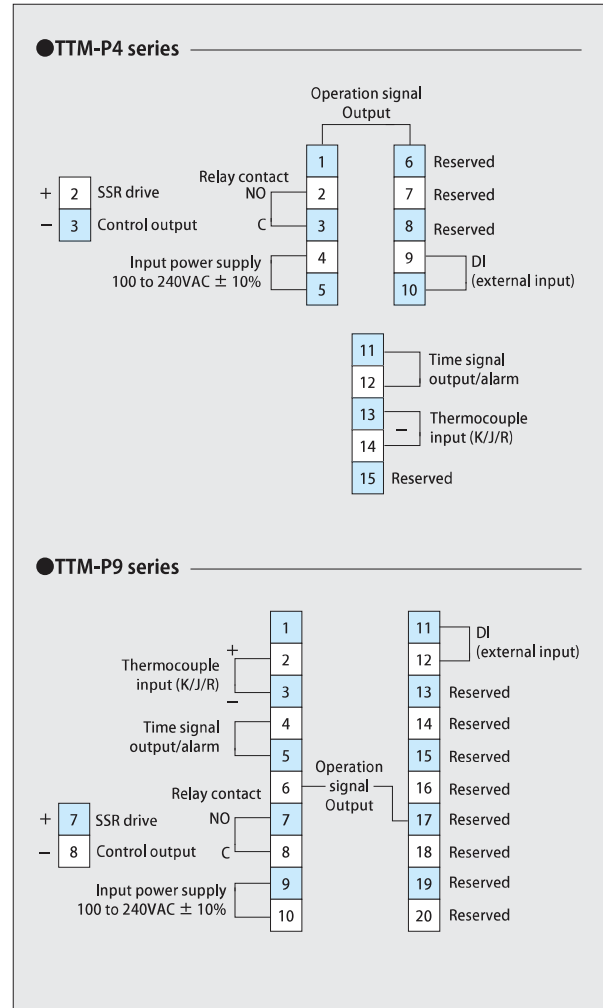 ●TTM-P4 series
Operation signal
Output
1
6 Reserved
Relay contact
+ 2 SSR drive
NO 2
7 Reserved
− 3 Control output
C 3
8 Reserved
Input power supply
100 to 240VAC ± 10%
4
5
9
10
DI
(external input)
11
12
Time signal
output/alarm
13
−
14
Thermocouple
input (K/J/R)
15 Reserved
●TTM-P9 series
1
11
12
DI
(external input)
Thermocouple
input (K/J/R)
+
2
−
3
13 Reserved
Time signal
output/alarm
4
5
14 Reserved
15 Reserved
Operation
signal
Output
Relay contact
6
16 Reserved
+ 7 SSR drive
NO 7
17 Reserved
− 8 Control output
C 8
18 Reserved
Input power supply
100 to 240VAC ± 10%
9
10
19 Reserved
20 Reserved